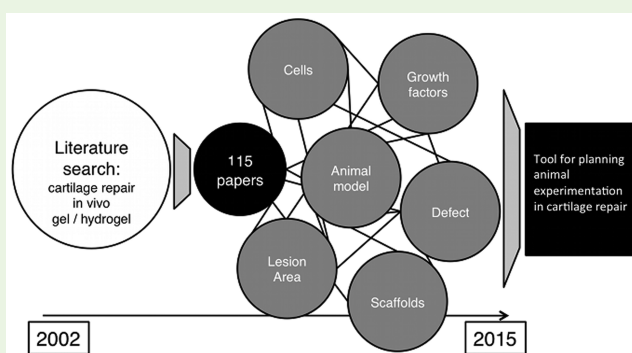 Literature
search:
cartilage repair
in vivo
gel / hydrogel
115
papers
Cells
Growth
factors
Animal
model
Defect
Lesion
Area
Scaffolds
Tool for planning
animal
experimentation
in cartilage repair
2002
2015